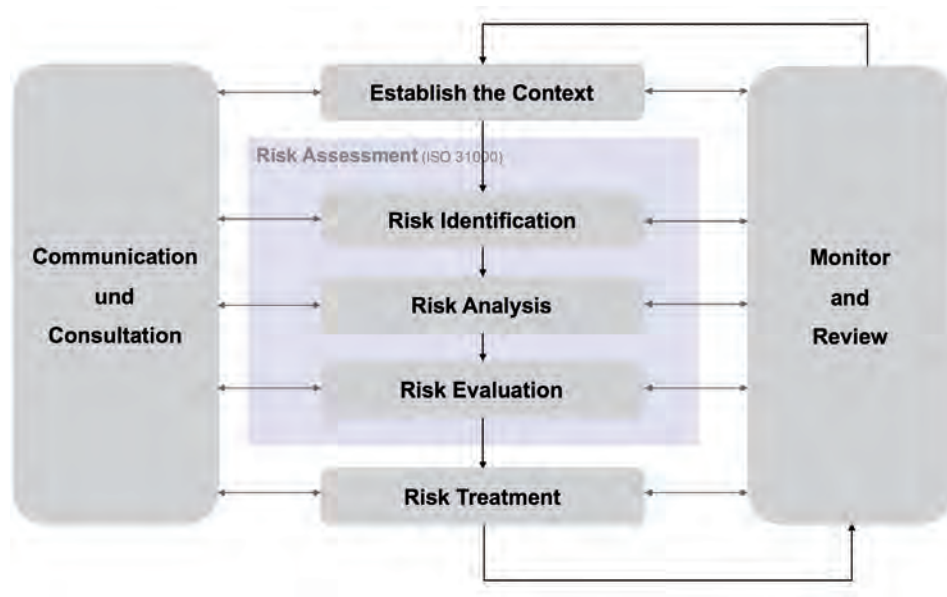 Establish the Context
Risk Assessment (ISO 31000)
Risk Identification
Risk Analysis
Risk Evaluation
Risk Treatment
Communication
und
Consultation
Monitor
and
Review